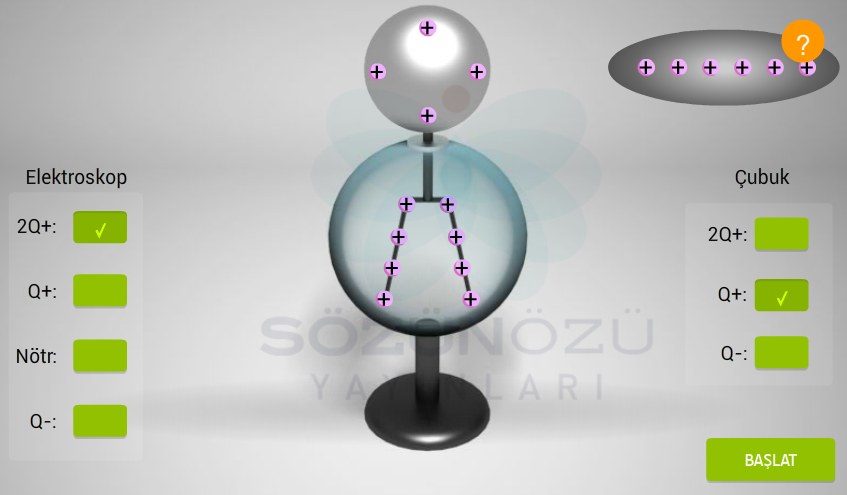 ?
Elektroskop
2Q+: ✓
Q+:
Nötr:
Q-:
Çubuk
2Q+:
Q+: ✓
Q-:
SÖZÜNÖZÜ
YAYINLARI
BAŞLAT